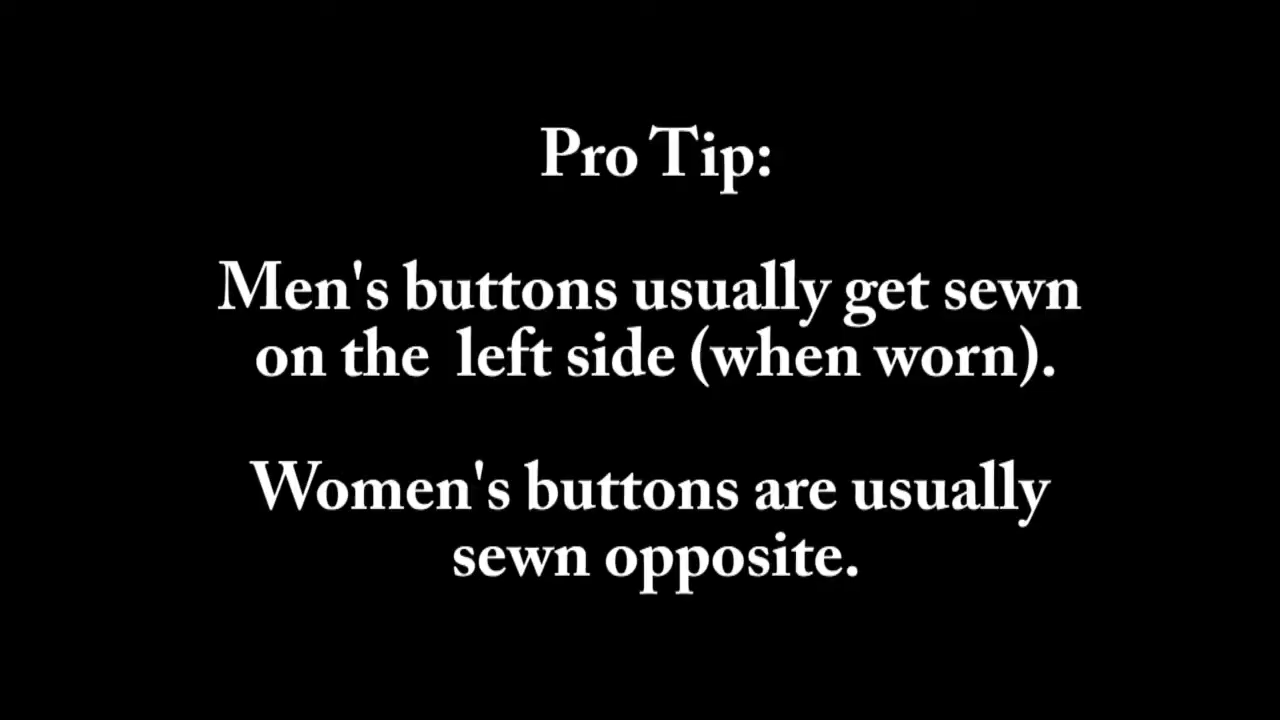 Pro Tip:
Men's buttons usually get sewn
on the left side (when worn).
Women's buttons are usually
sewn opposite.